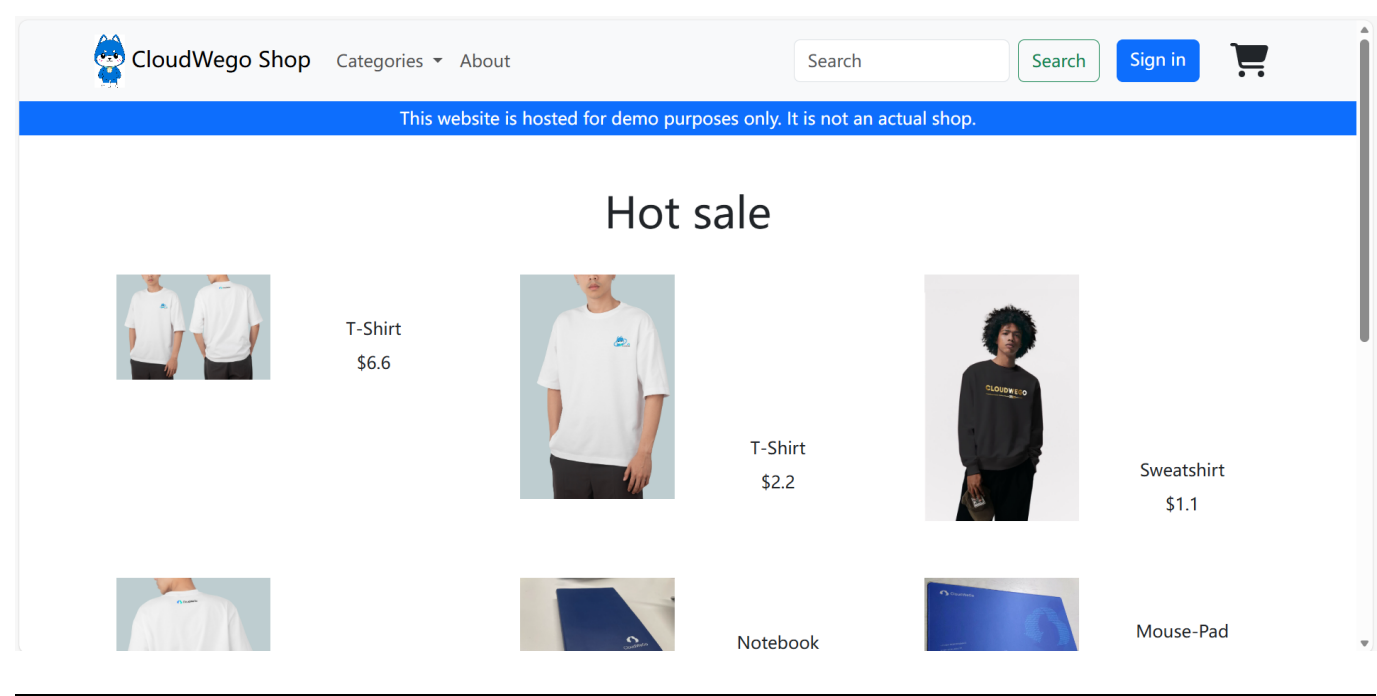 CloudWego Shop Categories About Search Search Sign in
This website is hosted for demo purposes only. It is not an actual shop.
Hot sale
T-Shirt
$6.6
T-Shirt
$2.2
CLOUDWEGO
Sweatshirt
$1.1
Notebook
CloudWeGo
Mouse-Pad